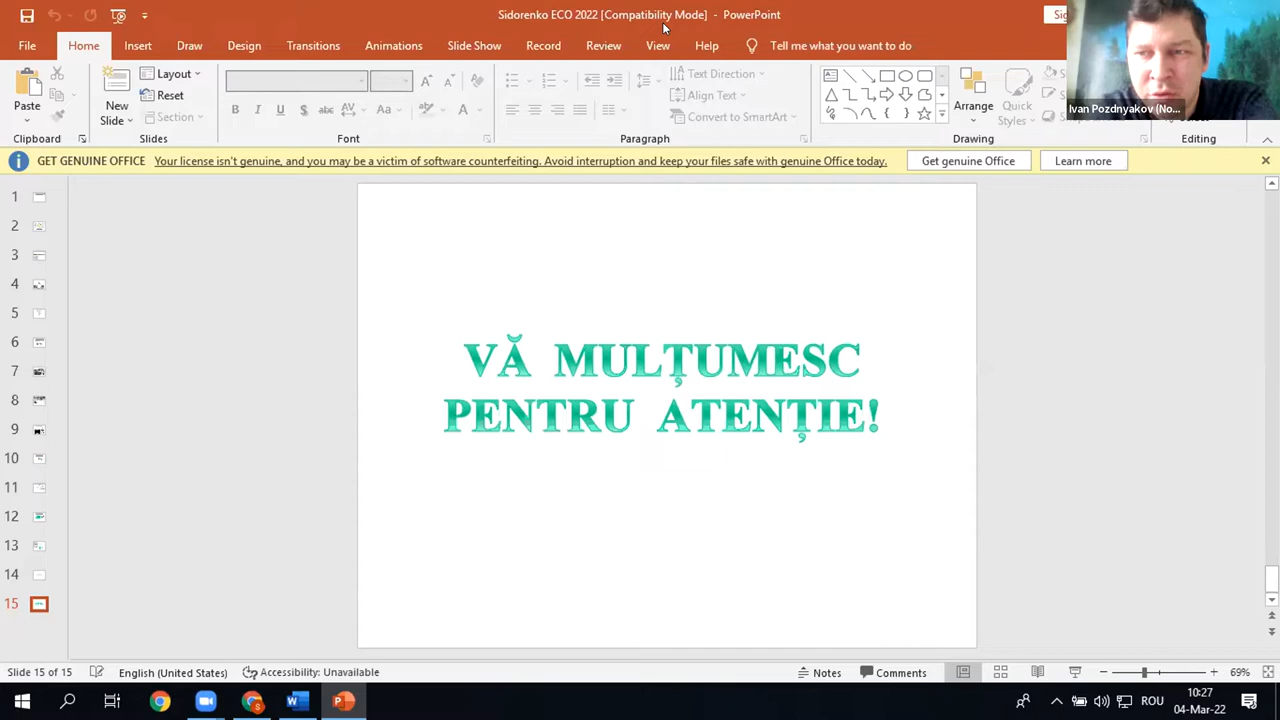 Sidorenko ECO 2022 [Compatibility Mode] - PowerPoint
File Home Insert Draw Design Transitions Animations Slide Show Record Review View Help Tell me what you want to do
Ivan Pozdnyakov (No...
Paste
Clipboard
New Slide
Layout
Reset
Section
Slides
B I U S abc AV Aa A
Font
Text Direction
Align Text
Convert to SmartArt
Paragraph
Arrange
Quick Styles
Drawing
Editing
GET GENUINE OFFICE Your license isn't genuine, and you may be a victim of software counterfeiting. Avoid interruption and keep your files safe with genuine Office today. Get genuine Office Learn more
1
2
3
4
5
6
7
8
9
10
11
12
13
14
15
VĂ MULȚUMESC
PENTRU ATENȚIE!
Slide 15 of 15 English (United States) Accessibility: Unavailable Notes Comments 69%
ROU
10:27
04-Mar-22